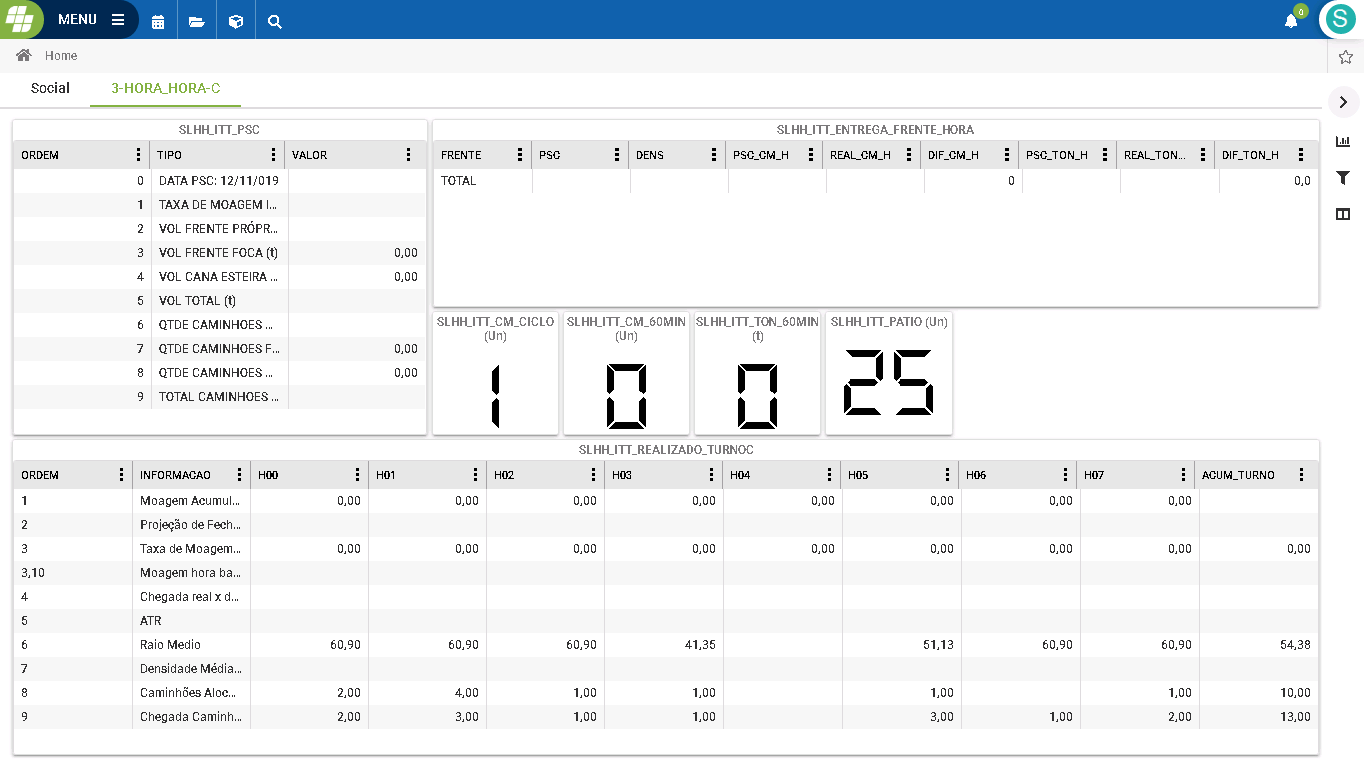 MENU
0
S
Home
Social 3-HORA_HORA-C
SLHH_ITT_PSC
ORDEM TIPO VALOR
0 DATA PSC: 12/11/019
1 TAXA DE MOAGEM I...
2 VOL FRENTE PRÓPR...
3 VOL FRENTE FOCA (t) 0,00
4 VOL CANA ESTEIRA ... 0,00
5 VOL TOTAL (t)
6 QTDE CAMINHOES ...
7 QTDE CAMINHOES F... 0,00
8 QTDE CAMINHOES ... 0,00
9 TOTAL CAMINHOES ...
SLHH_ITT_ENTREGA_FRENTE_HORA
FRENTE PSC DENS PSC_CM_H REAL_CM_H DIF_CM_H PSC_TON_H REAL_TON... DIF_TON_H
TOTAL 0 0,0
SLHH_ITT_CM_CICLO
(Un)
1
SLHH_ITT_CM_60MIN
(Un)
0
SLHH_ITT_TON_60MIN
(t)
0
SLHH_ITT_PATIO (Un)
25
SLHH_ITT_REALIZADO_TURNOC
ORDEM INFORMACAO H00 H01 H02 H03 H04 H05 H06 H07 ACUM_TURNO
1 Moagem Acumul... 0,00 0,00 0,00 0,00 0,00 0,00 0,00 0,00
2 Projeção de Fech...
3 Taxa de Moagem... 0,00 0,00 0,00 0,00 0,00 0,00 0,00 0,00 0,00
3,10 Moagem hora ba...
4 Chegada real x d...
5 ATR
6 Raio Medio 60,90 60,90 60,90 41,35 51,13 60,90 60,90 54,38
7 Densidade Média...
8 Caminhões Aloc... 2,00 4,00 1,00 1,00 1,00 1,00 10,00
9 Chegada Caminh... 2,00 3,00 1,00 1,00 3,00 1,00 2,00 13,00